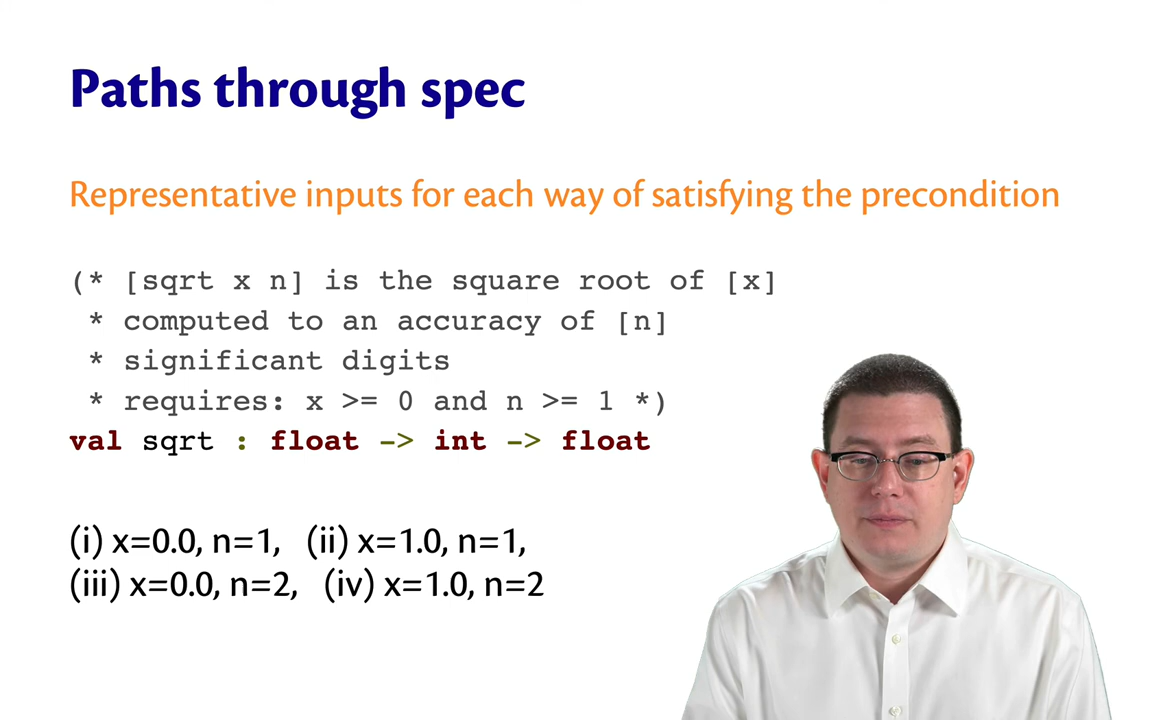 Paths through spec
Representative inputs for each way of satisfying the precondition
(* [sqrt x n] is the square root of [x]
 * computed to an accuracy of [n]
 * significant digits
 * requires: x >= 0 and n >= 1 *)
val sqrt : float -> int -> float
(i) x=0.0, n=1,  (ii) x=1.0, n=1,
(iii) x=0.0, n=2,  (iv) x=1.0, n=2